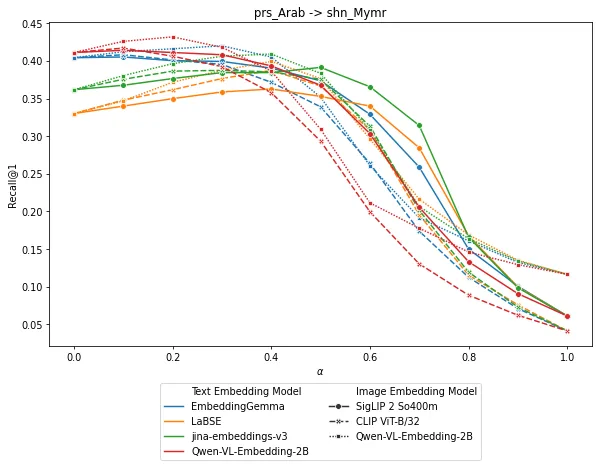 prs_Arab -> shn_Mymr
Recall@1
0.45
0.40
0.35
0.30
0.25
0.20
0.15
0.10
0.05
0.0 0.2 0.4 0.6 0.8 1.0
α
Text Embedding Model
EmbeddingGemma
LaBSE
jina-embeddings-v3
Qwen-VL-Embedding-2B
Image Embedding Model
SigLIP 2 So400m
CLIP ViT-B/32
Qwen-VL-Embedding-2B